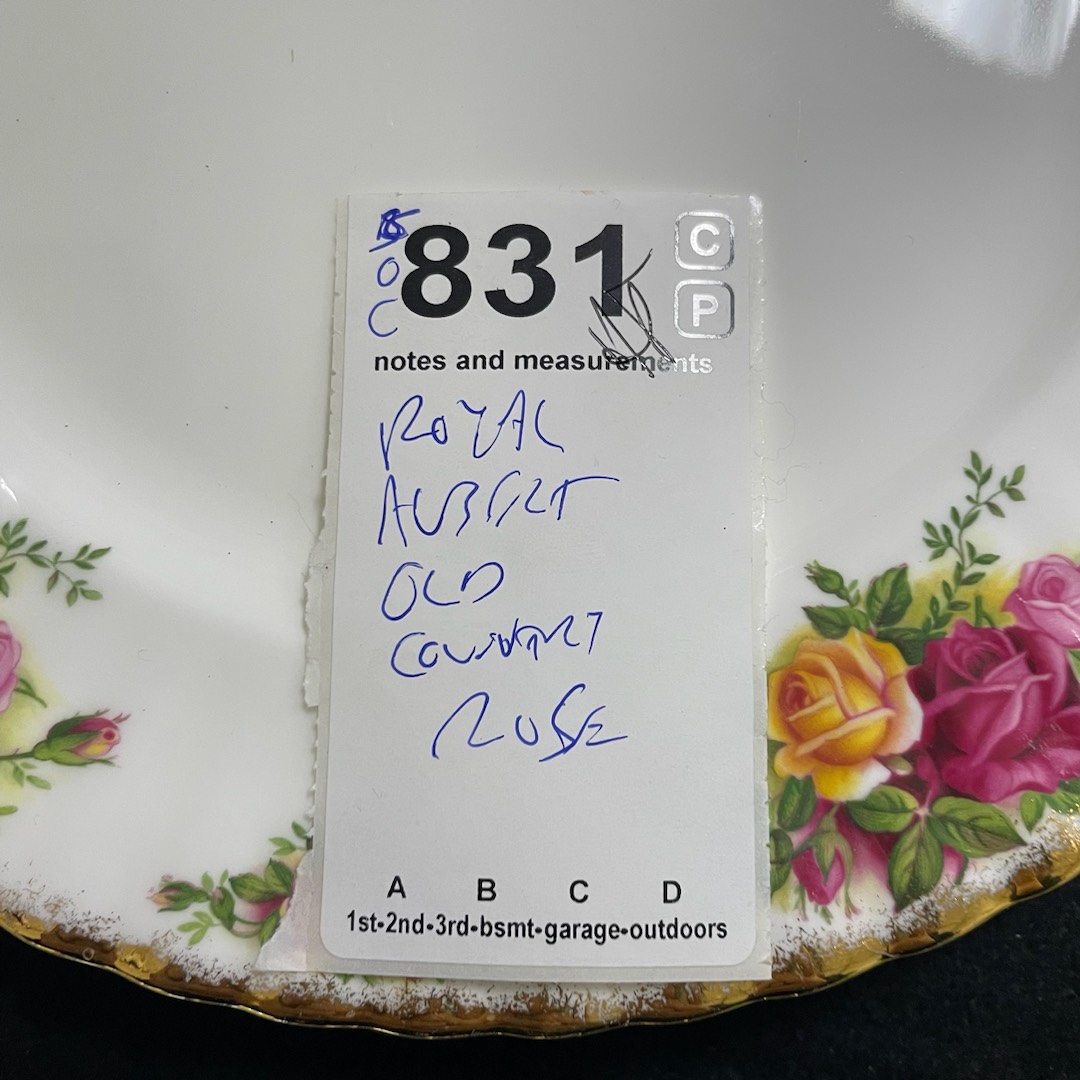 831
C
P
O
C
notes and measurements
ROYAL
ALBERT
OLD
COUNTRY
ROSE
A B C D
1st-2nd-3rd-bsmt-garage-outdoors